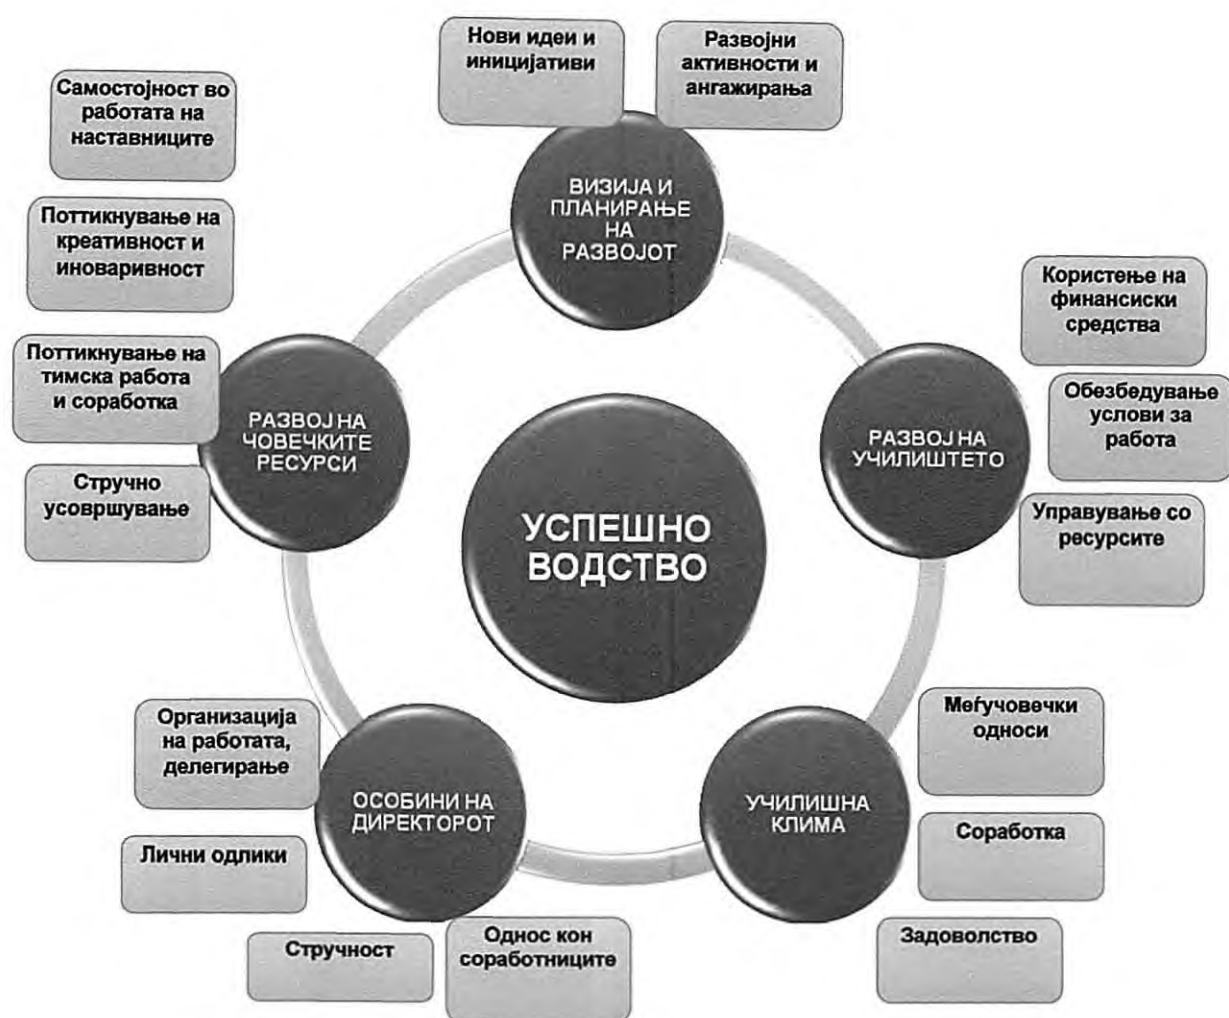 Нови идеи и
иницијативи
Развојни
активности и
ангажирања
ВИЗИЈА И
ПЛАНИРАЊЕ
НА
РАЗВОЈОТ
Самостојност во
работата на
наставниците
Поттикнување на
креативност и
иноваривност
Поттикнување на
тимска работа
и соработка
Стручно
усовршување
РАЗВОЈ НА
ЧОВЕЧКИТЕ
РЕСУРСИ
Користење на
финансиски
средства
Обезбедување
услови за
работа
Управување со
ресурсите
РАЗВОЈ НА
УЧИЛИШТЕТО
УСПЕШНО
ВОДСТВО
Организација
на работата,
делегирање
Лични одлики
Стручност
Однос кон
соработниците
ОСОБИНИ НА
ДИРЕКТОРОТ
УЧИЛИШНА
КЛИМА
Меѓучовечки
односи
Соработка
Задоволство